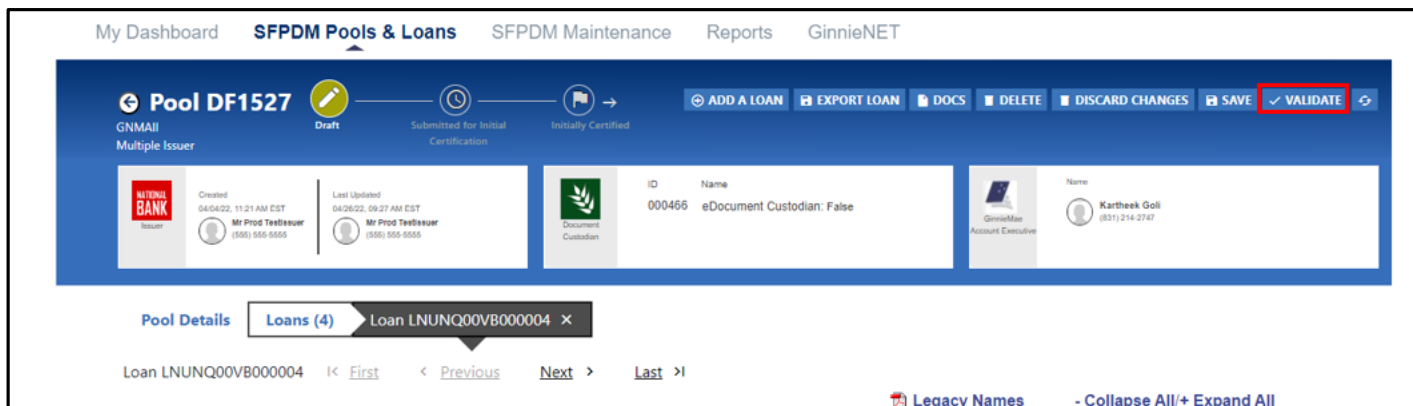 My Dashboard SFPDM Pools & Loans SFPDM Maintenance Reports GinnieNET
Pool DF1527
GNMAII
Multiple Issuer
Draft
Submitted for Initial
Certification
Initially Certified
ADD A LOAN EXPORT LOAN DOCS DELETE DISCARD CHANGES SAVE VALIDATE
NATIONAL
BANK
Issuer
Created
04/04/22, 11:21 AM EST
Mr Prod TestIssuer
(555) 555-5555
Last Updated
04/26/22, 09:27 AM EST
Mr Prod TestIssuer
(555) 555-5555
Document
Custodian
ID Name
000466 eDocument Custodian: False
GinnieMae
Account Executive
Name
Kartheek Goli
(831) 214-2747
Pool Details Loans (4) Loan LNUNQ00VB000004 ×
Loan LNUNQ00VB000004 First Previous Next Last
Legacy Names - Collapse All/+ Expand All